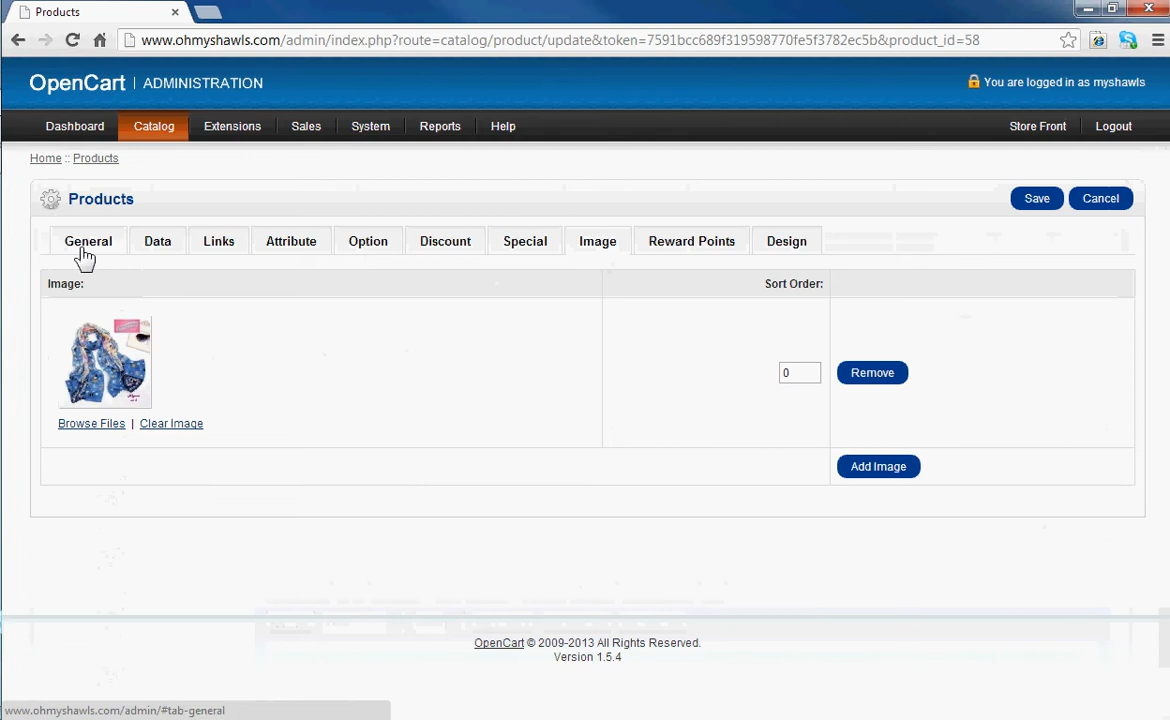 Products
www.ohmyshawls.com/admin/index.php?route=catalog/product/update&token=7591bcc689f319598770fe5f3782ec5b&product_id=58
OpenCart | ADMINISTRATION
You are logged in as myshawls
Dashboard Catalog Extensions Sales System Reports Help Store Front Logout
Home :: Products
Products Save Cancel
General Data Links Attribute Option Discount Special Image Reward Points Design
Image: Sort Order:
0 Remove
Browse Files | Clear Image
Add Image
OpenCart © 2009-2013 All Rights Reserved.
Version 1.5.4
www.ohmyshawls.com/admin/#tab-general